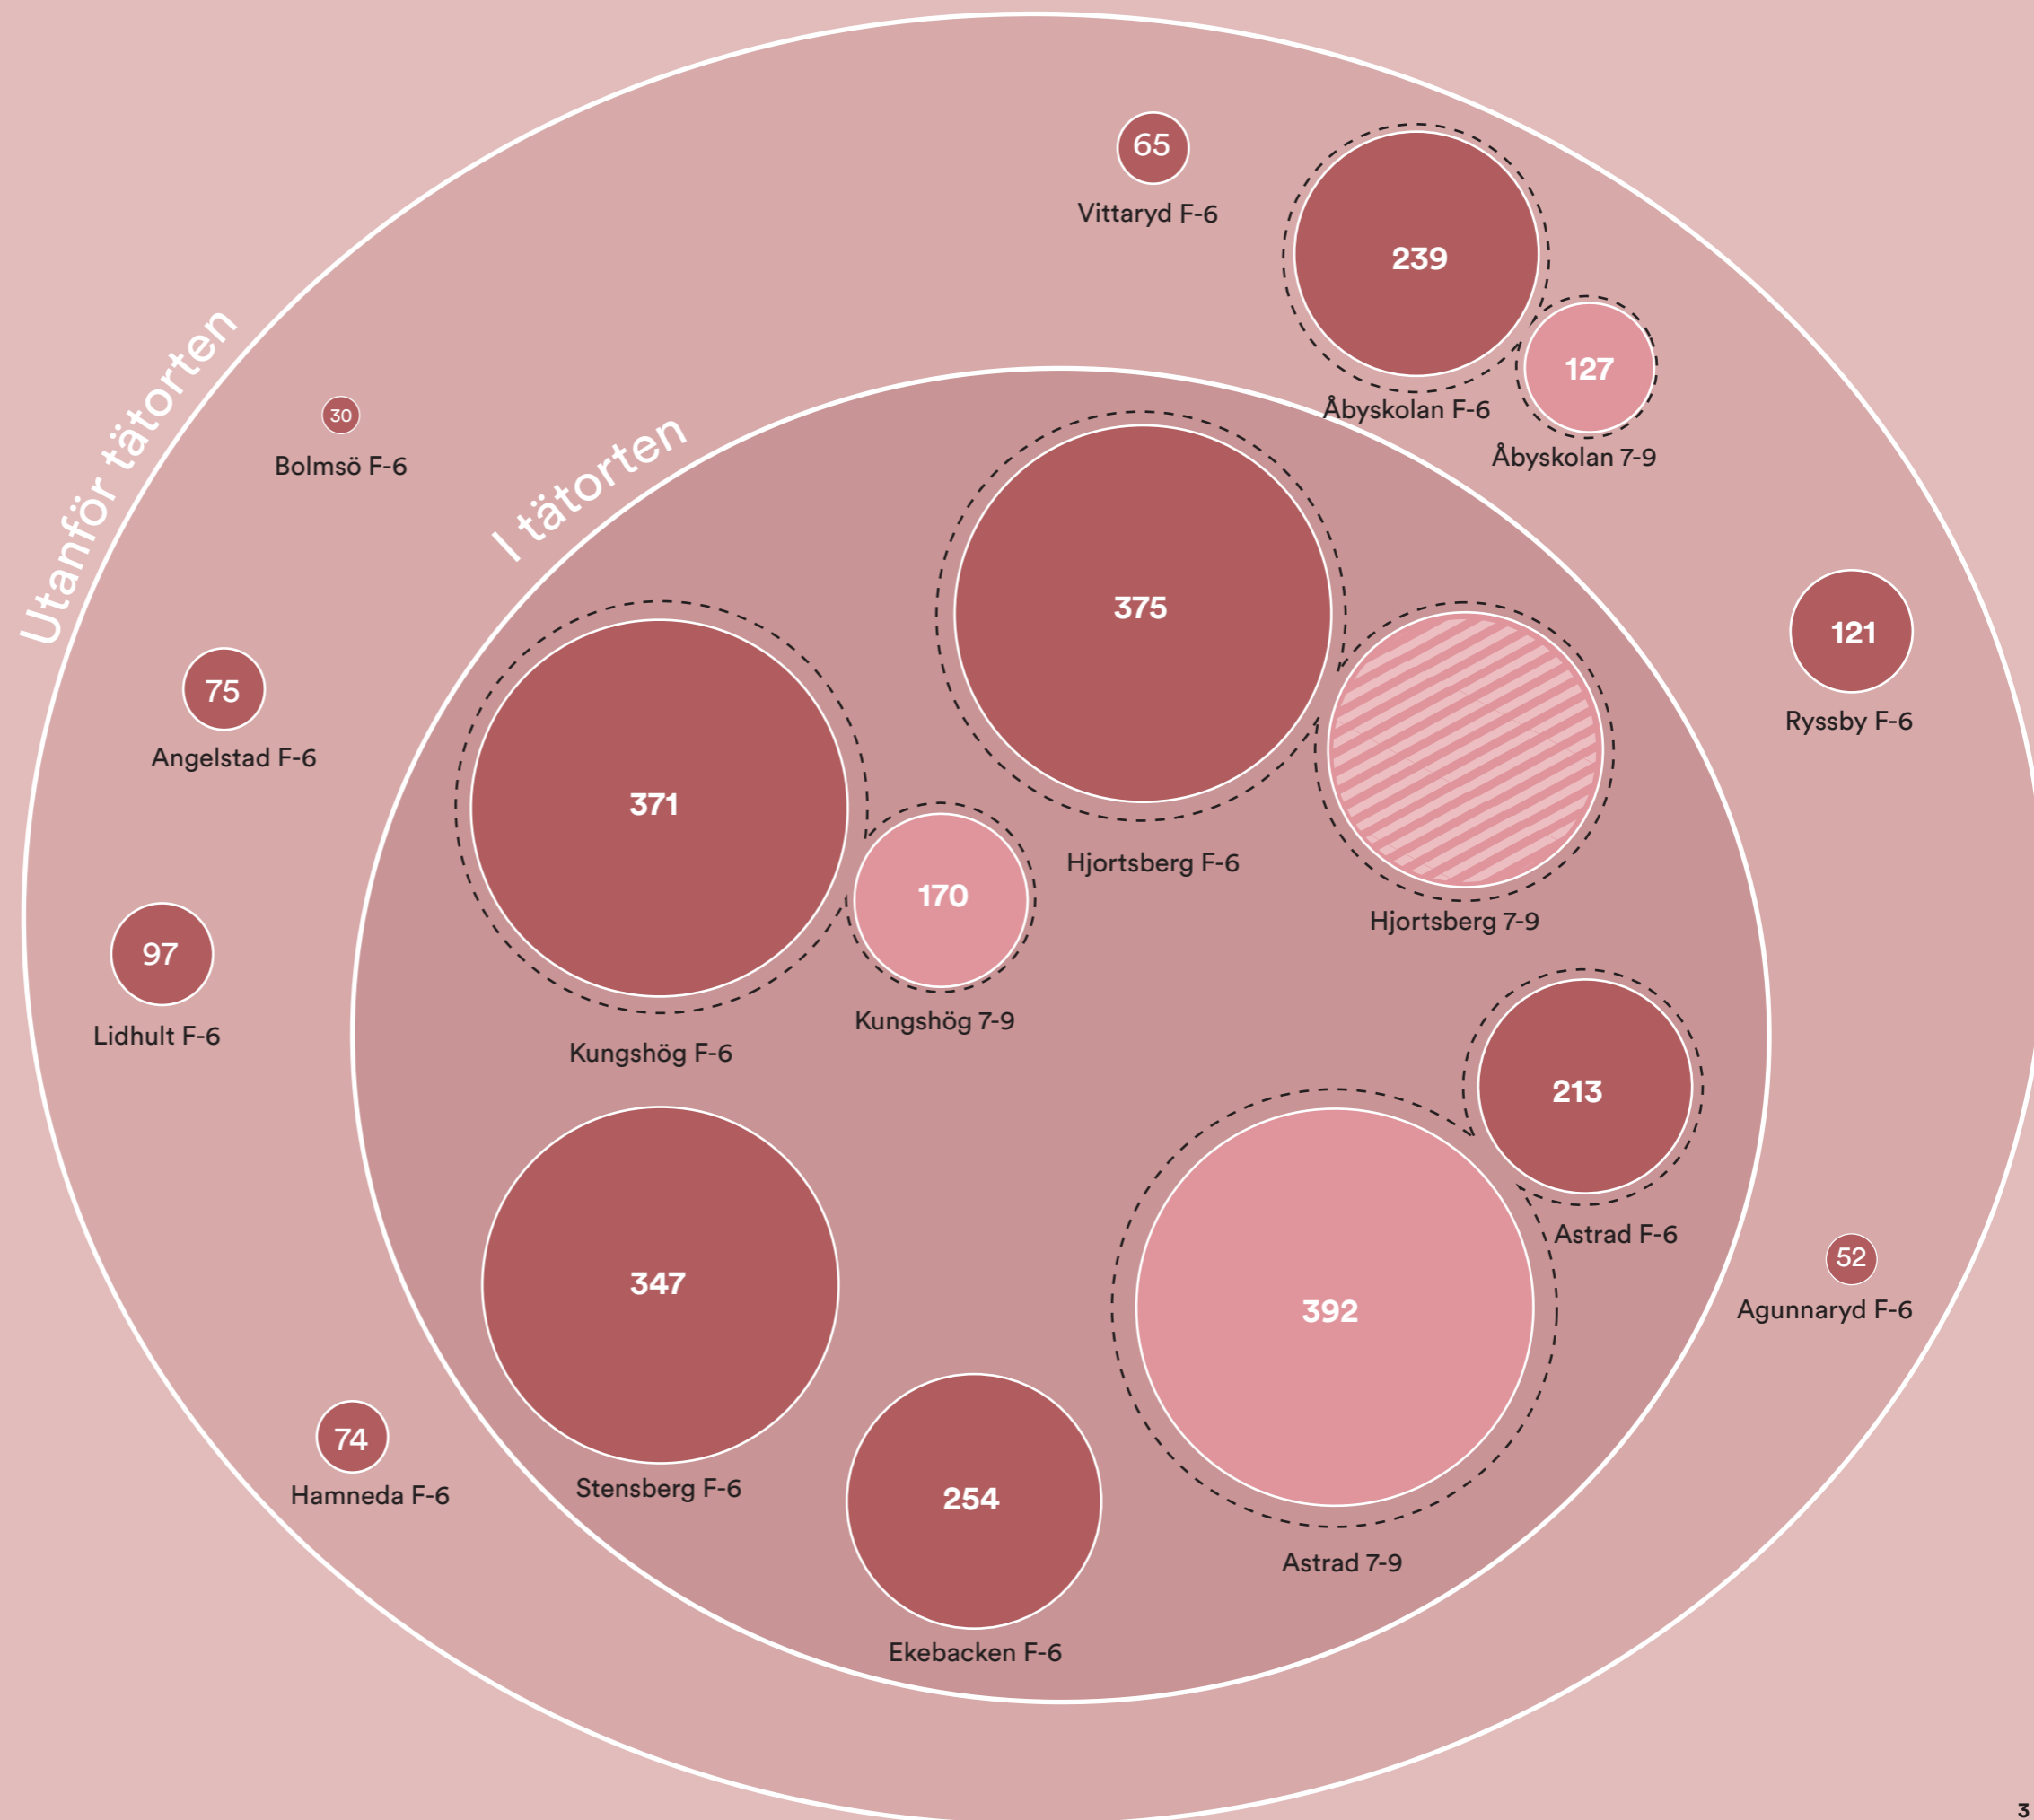 65
Vittaryd F-6
239
Åbyskolan F-6
127
Åbyskolan 7-9
Utanför tätorten
30
Bolmsö F-6
I tätorten
375
Hjortsberg F-6
Hjortsberg 7-9
121
Ryssby F-6
75
Angelstad F-6
371
Kungshög F-6
170
Kungshög 7-9
97
Lidhult F-6
213
Astrad F-6
347
Stensberg F-6
392
Astrad 7-9
52
Agunnaryd F-6
74
Hamneda F-6
254
Ekebacken F-6
3